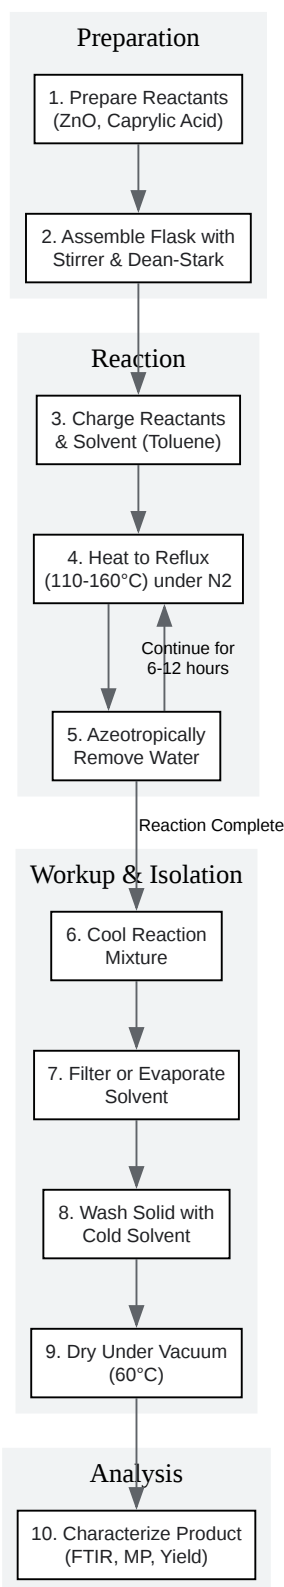 Preparation
1. Prepare Reactants
(ZnO, Caprylic Acid)
2. Assemble Flask with
Stirrer & Dean-Stark
Reaction
3. Charge Reactants
& Solvent (Toluene)
4. Heat to Reflux
(110-160°C) under N2
Continue for
6-12 hours
5. Azeotropically
Remove Water
Reaction Complete
Workup & Isolation
6. Cool Reaction
Mixture
7. Filter or Evaporate
Solvent
8. Wash Solid with
Cold Solvent
9. Dry Under Vacuum
(60°C)
Analysis
10. Characterize Product
(FTIR, MP, Yield)